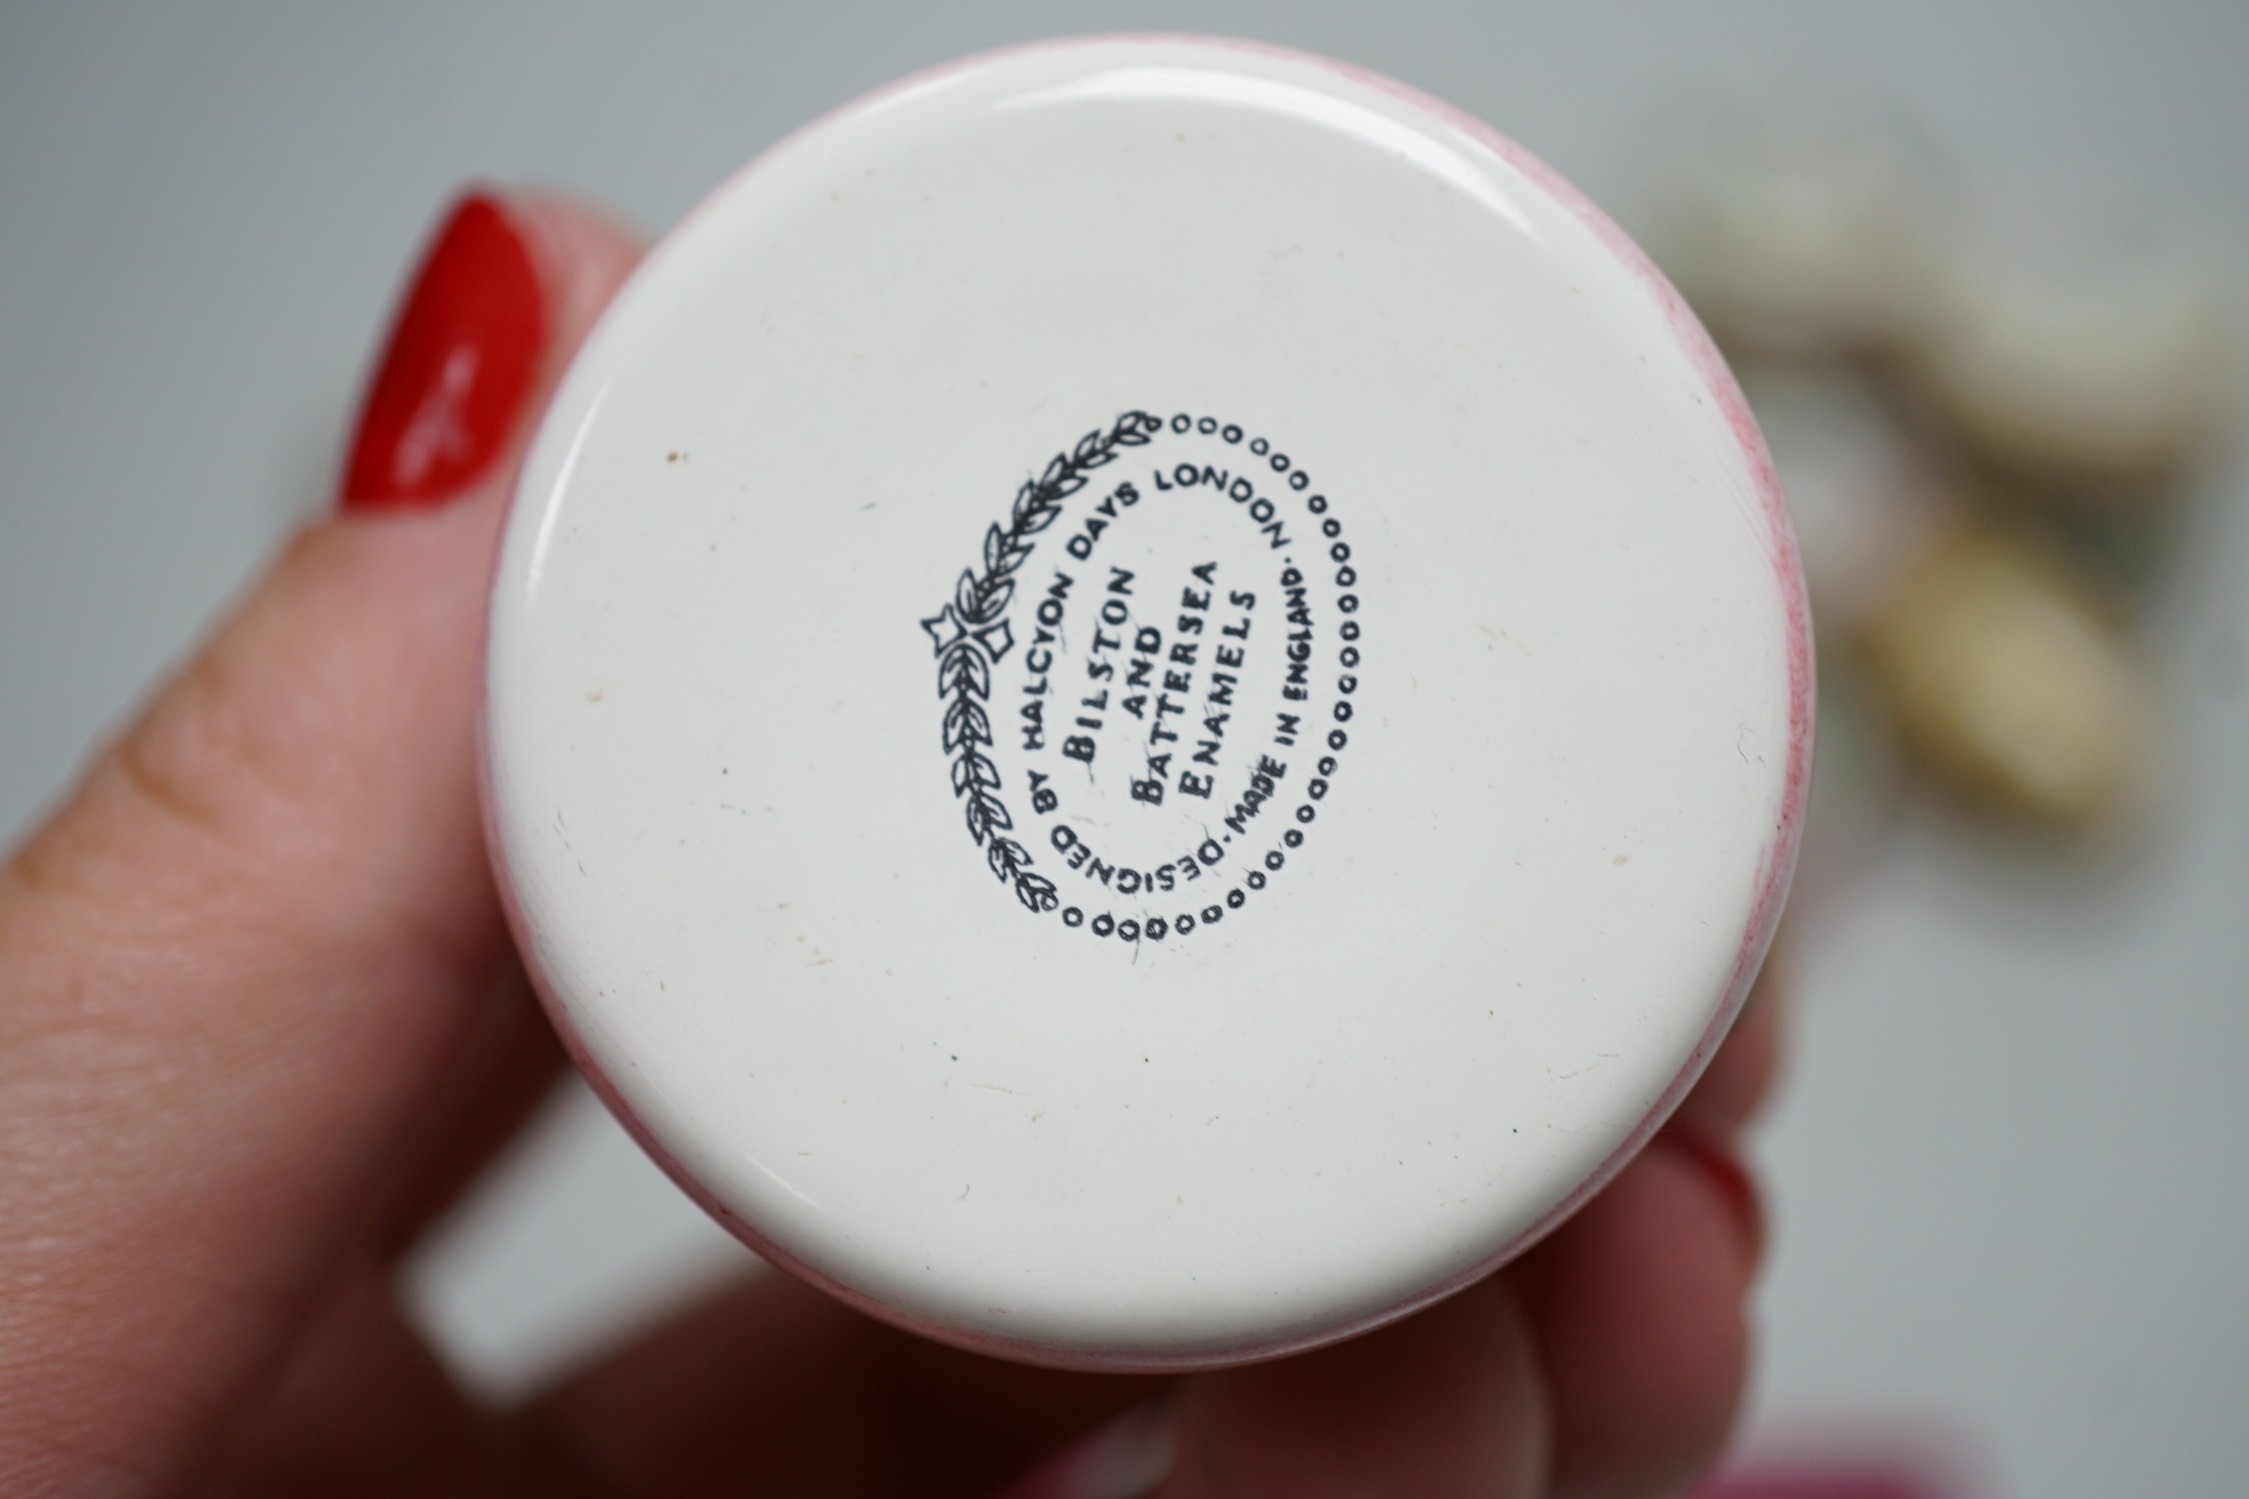 DESIGNED BY HALCYON DAYS LONDON · MADE IN ENGLAND ·
BILSTON
AND
BATTERSEA
ENAMELS